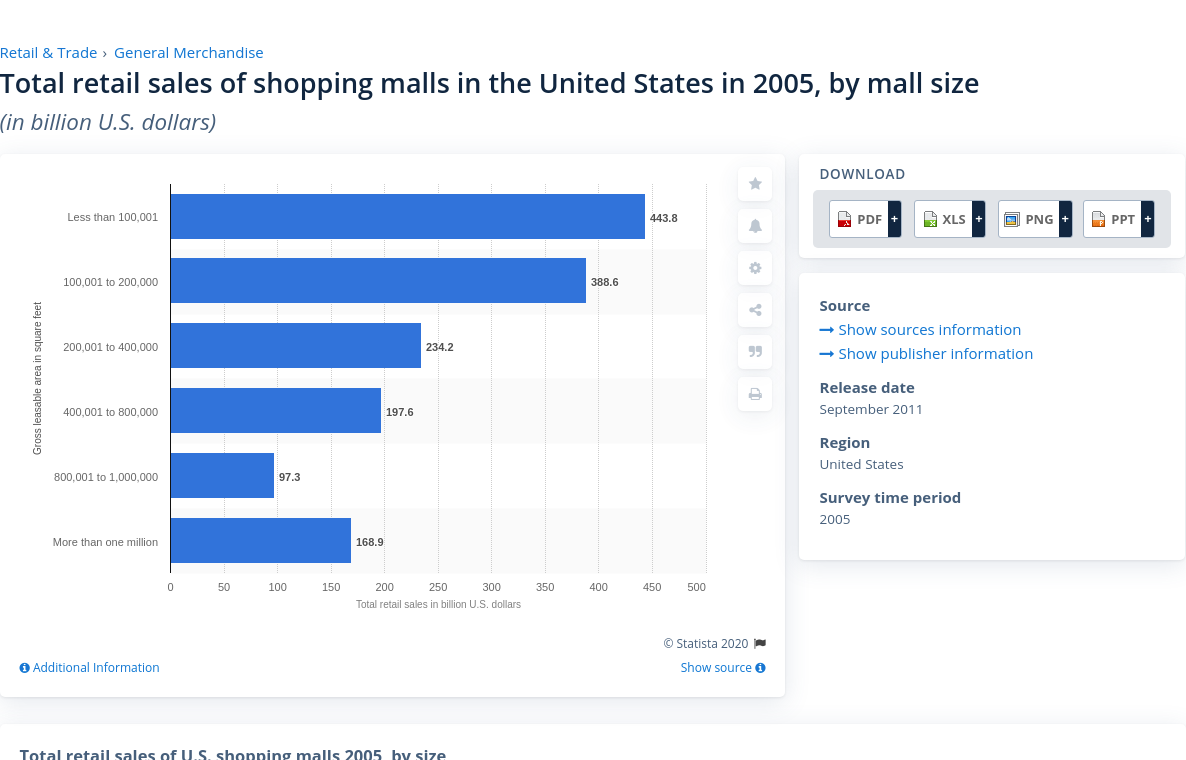 Retail & Trade › General Merchandise
Total retail sales of shopping malls in the United States in 2005, by mall size
(in billion U.S. dollars)
Gross leasable area in square feet
Less than 100,001 443.8
100,001 to 200,000 388.6
200,001 to 400,000 234.2
400,001 to 800,000 197.6
800,001 to 1,000,000 97.3
More than one million 168.9
0 50 100 150 200 250 300 350 400 450 500
Total retail sales in billion U.S. dollars
© Statista 2020
Additional Information Show source
DOWNLOAD
PDF + XLS + PNG + PPT +
Source
Show sources information
Show publisher information
Release date
September 2011
Region
United States
Survey time period
2005
Total retail sales of U.S. shopping malls 2005, by size